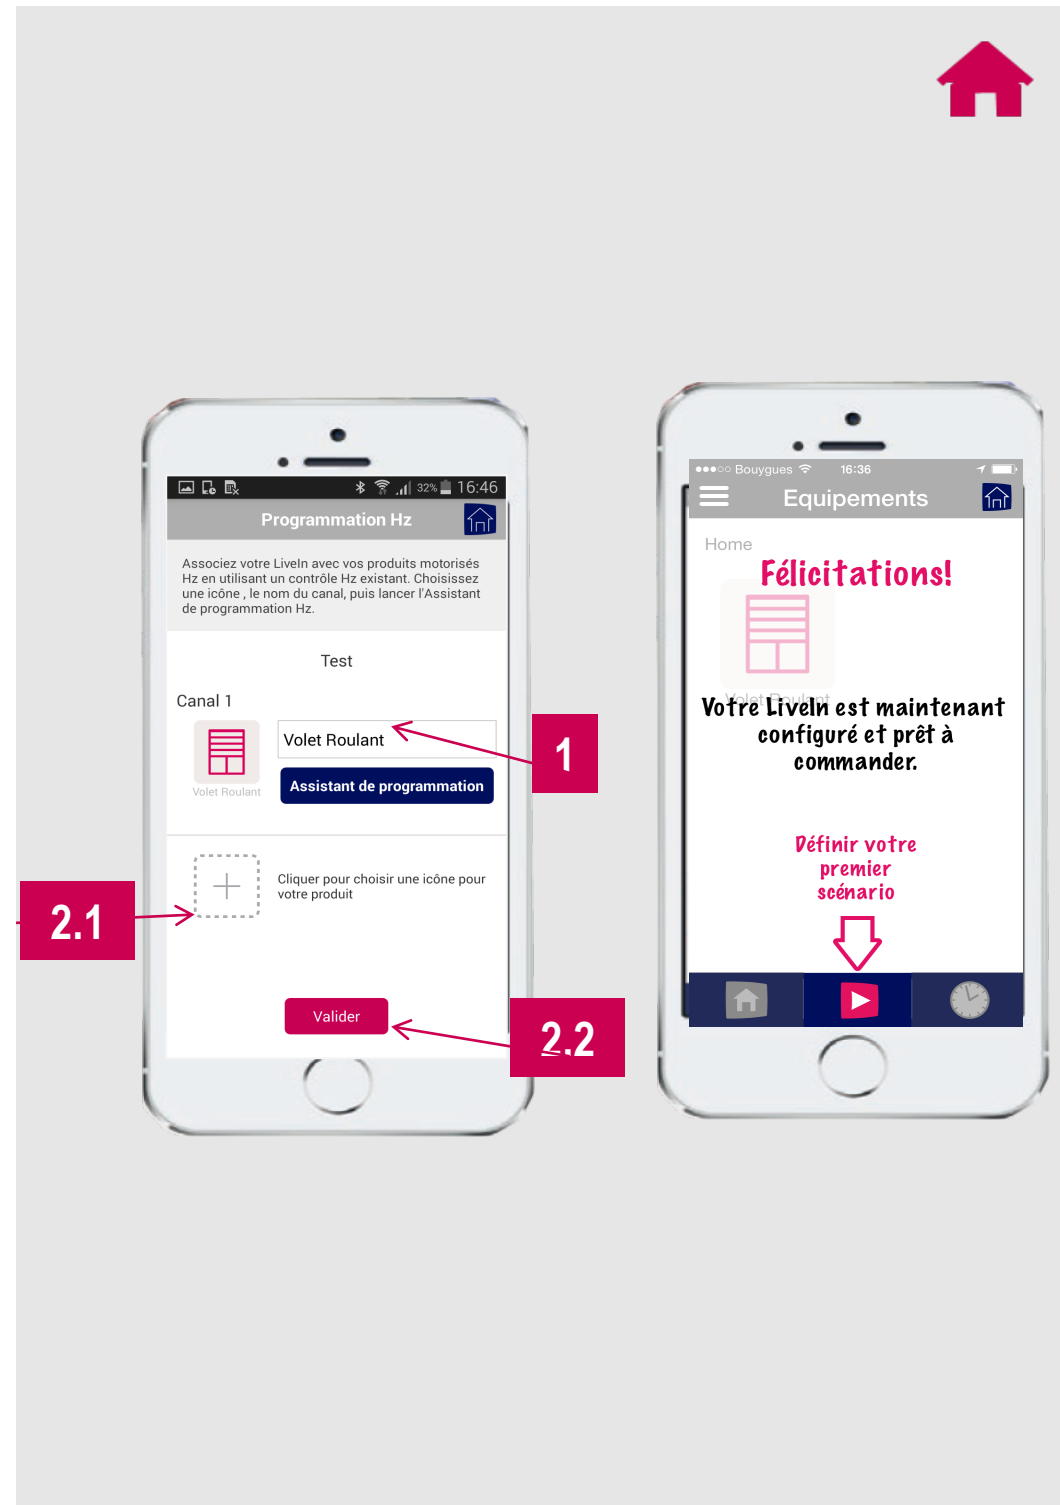 32% 16:46
Programmation Hz
Associez votre LiveIn avec vos produits motorisés
Hz en utilisant un contrôle Hz existant. Choisissez
une icône , le nom du canal, puis lancer l'Assistant
de programmation Hz.
Test
Canal 1
Volet Roulant
Volet Roulant
Assistant de programmation
1
Cliquer pour choisir une icône pour
votre produit
2.1
Valider
2.2
Bouygues 16:36
Equipements
Home
Félicitations!
Volet Roulant
Votre LiveIn est maintenant
configuré et prêt à
commander.
Définir votre
premier
scénario